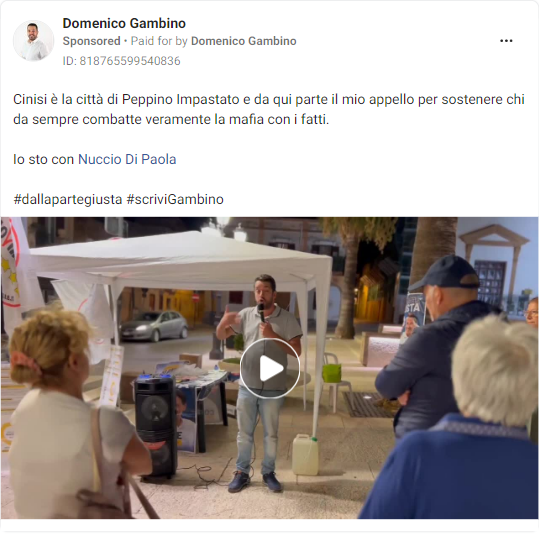 Domenico Gambino
Sponsored • Paid for by Domenico Gambino
ID: 818765599540836
Cinisi è la città di Peppino Impastato e da qui parte il mio appello per sostenere chi
da sempre combatte veramente la mafia con i fatti.
Io sto con Nuccio Di Paola
#dallapartegiusta #scriviGambino